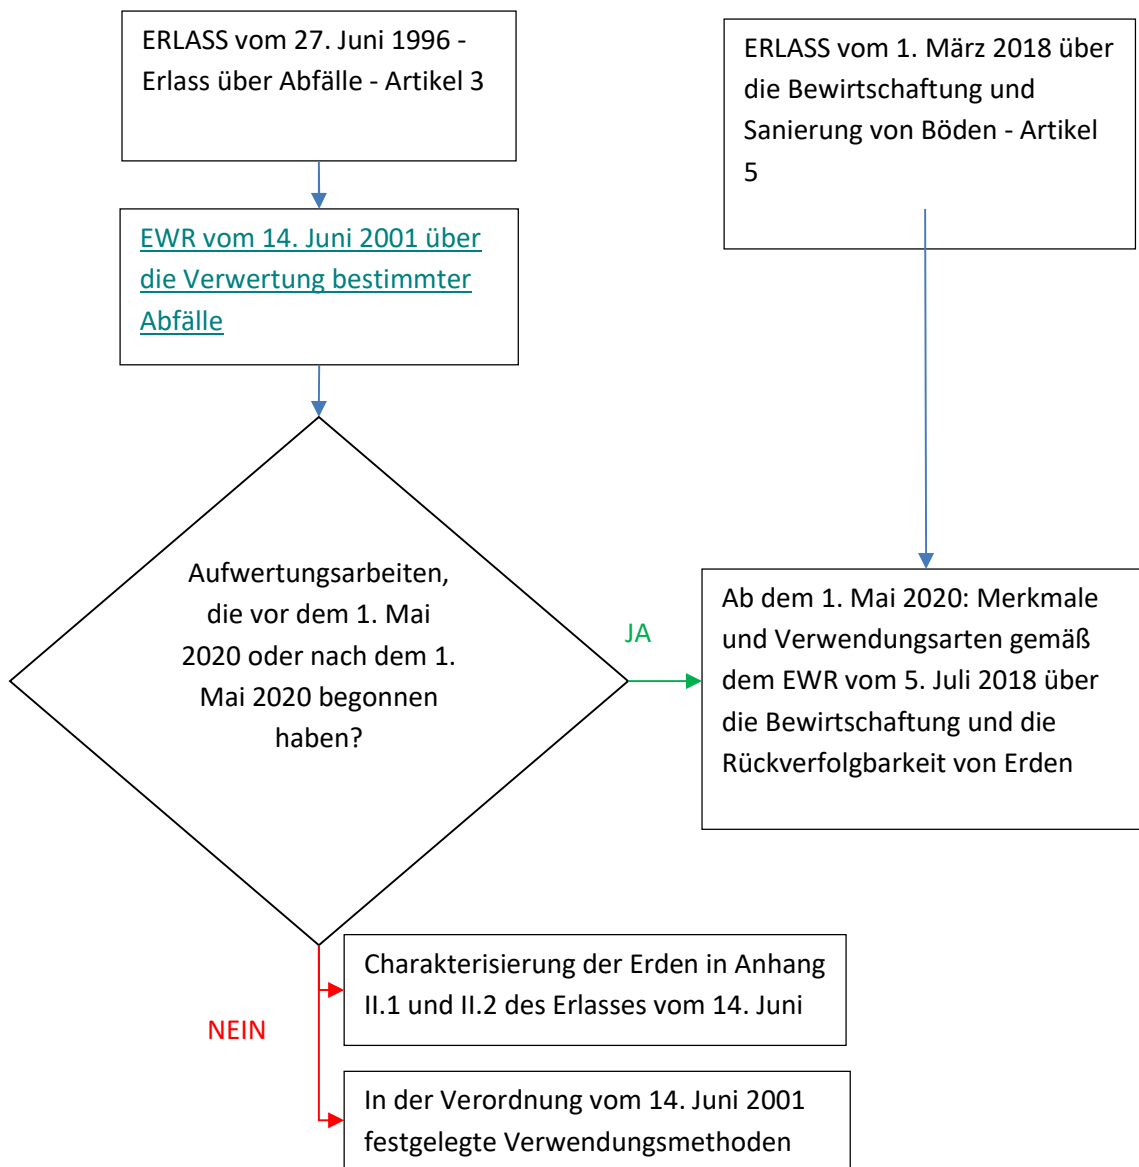 ERLASS vom 27. Juni 1996 -
Erlass über Abfälle - Artikel 3
ERLASS vom 1. März 2018 über
die Bewirtschaftung und
Sanierung von Böden - Artikel
5
EWR vom 14. Juni 2001 über
die Verwertung bestimmter
Abfälle
Aufwertungsarbeiten,
die vor dem 1. Mai
2020 oder nach dem 1.
Mai 2020 begonnen
haben?
JA
Ab dem 1. Mai 2020: Merkmale
und Verwendungsarten gemäß
dem EWR vom 5. Juli 2018 über
die Bewirtschaftung und die
Rückverfolgbarkeit von Erden
NEIN
Charakterisierung der Erden in Anhang
II.1 und II.2 des Erlasses vom 14. Juni
In der Verordnung vom 14. Juni 2001
festgelegte Verwendungsmethoden